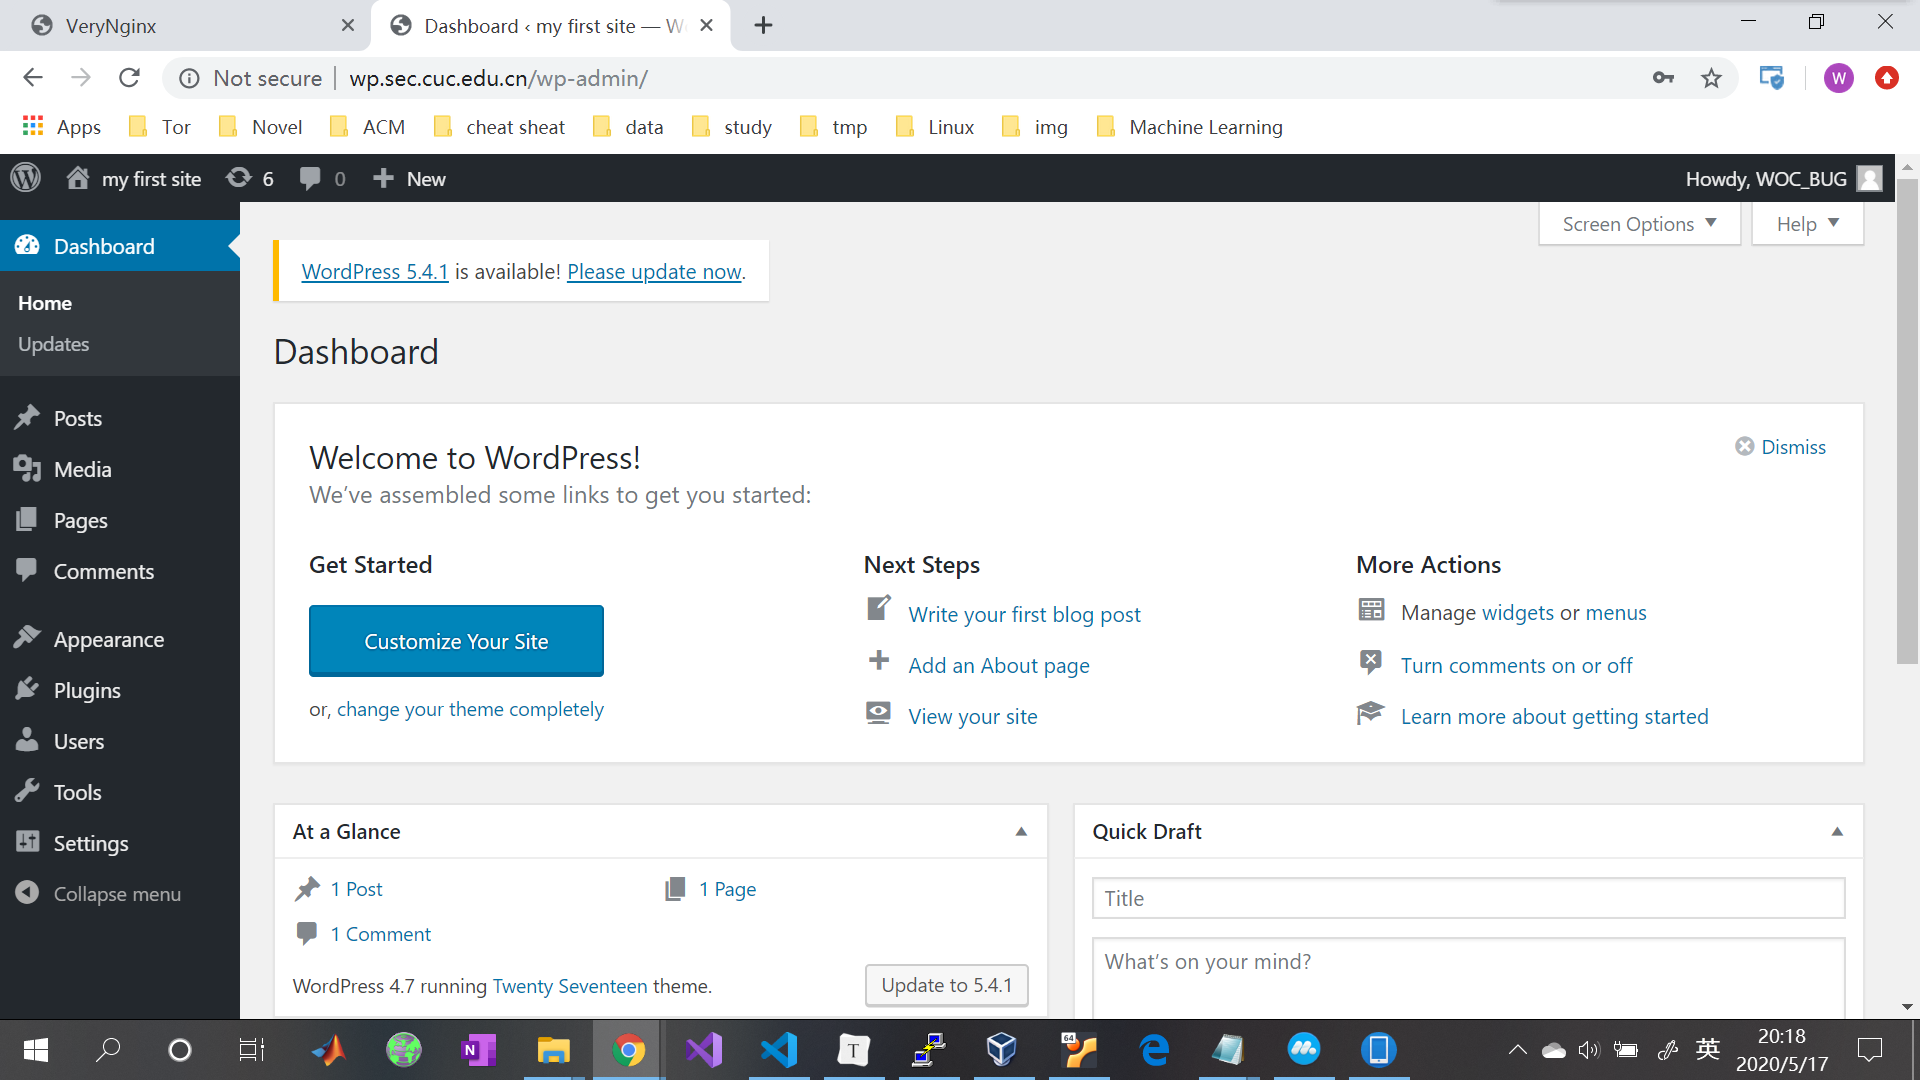 VeryNginx
Dashboard ‹ my first site — W
Not secure wp.sec.cuc.edu.cn/wp-admin/
W
Apps Tor Novel ACM cheat sheat data study tmp Linux img Machine Learning
my first site 6 0 New Howdy, WOC_BUG
Screen Options Help
Dashboard
Home
Updates
Posts
Media
Pages
Comments
Appearance
Plugins
Users
Tools
Settings
Collapse menu
WordPress 5.4.1 is available! Please update now.
Dashboard
Welcome to WordPress!
Dismiss
We’ve assembled some links to get you started:
Get Started
Customize Your Site
or, change your theme completely
Next Steps
Write your first blog post
Add an About page
View your site
More Actions
Manage widgets or menus
Turn comments on or off
Learn more about getting started
At a Glance
1 Post
1 Page
1 Comment
WordPress 4.7 running Twenty Seventeen theme.
Update to 5.4.1
Quick Draft
Title
What’s on your mind?
N
T
64
英
20:18
2020/5/17